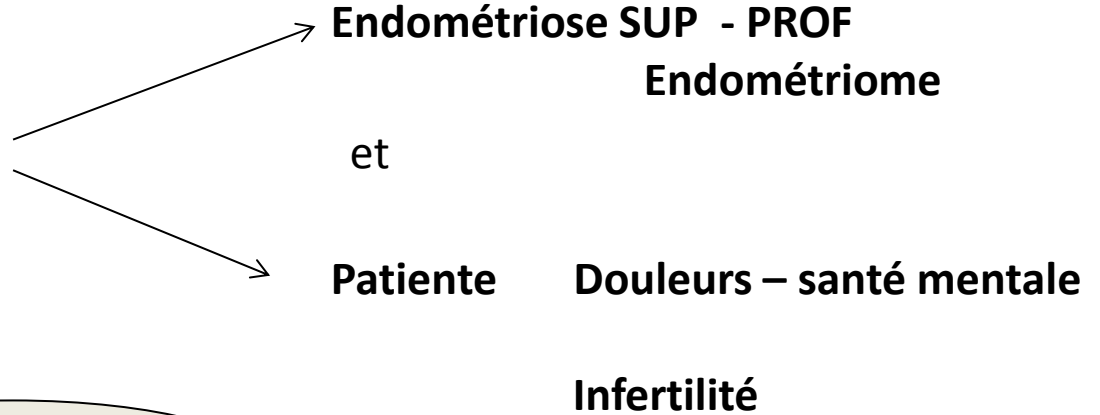 Endométriose SUP - PROF
Endométriome
et
Patiente Douleurs – santé mentale
Infertilité